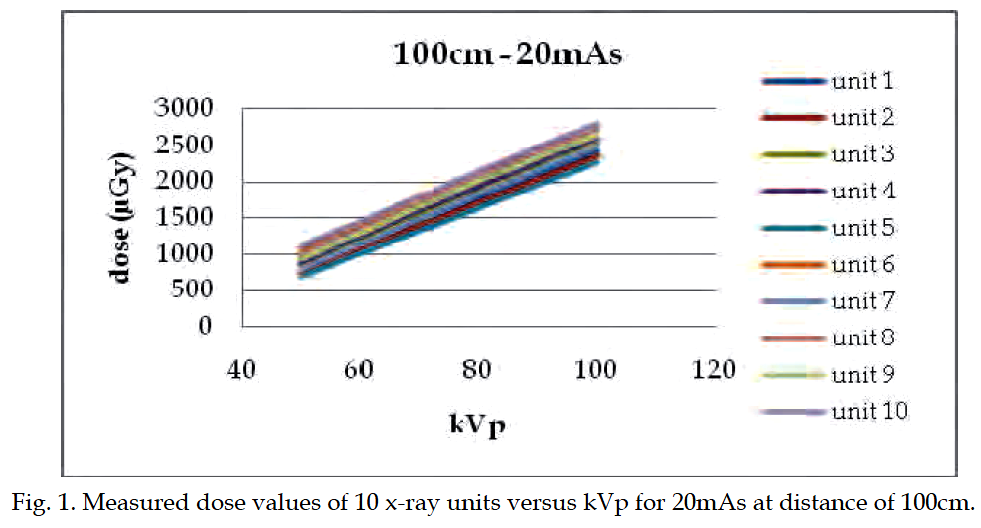 100cm - 20mAs
dose (µGy)
3000
2500
2000
1500
1000
500
0
40 60 80 100 120
kVp
unit 1
unit 2
unit 3
unit 4
unit 5
unit 6
unit 7
unit 8
unit 9
unit 10
Fig. 1. Measured dose values of 10 x-ray units versus kVp for 20mAs at distance of 100cm.